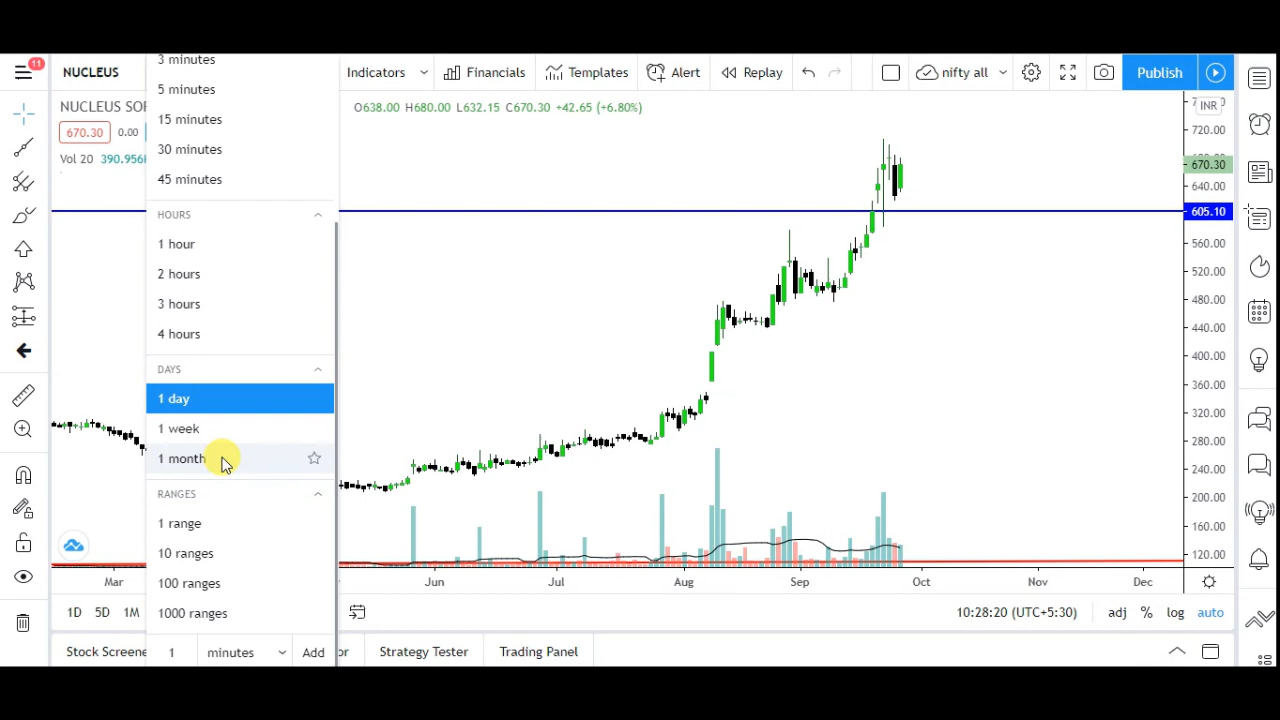 11
NUCLEUS
3 minutes
Indicators
Financials
Templates
Alert
Replay
nifty all
Publish
NUCLEUS SOF
5 minutes
O638.00 H680.00 L632.15 C670.30 +42.65 (+6.80%)
INR
670.30
0.00
15 minutes
720.00
Vol 20 390.956K
30 minutes
670.30
45 minutes
640.00
HOURS
605.10
1 hour
560.00
2 hours
520.00
3 hours
480.00
4 hours
440.00
400.00
DAYS
1 day
360.00
1 week
320.00
280.00
1 month
240.00
RANGES
200.00
1 range
160.00
10 ranges
120.00
100 ranges
Mar
Jun
Jul
Aug
Sep
Oct
Nov
Dec
1D
5D
1M
1000 ranges
10:28:20 (UTC+5:30)
adj
%
log
auto
Stock Screene
1
minutes
Add
or
Strategy Tester
Trading Panel